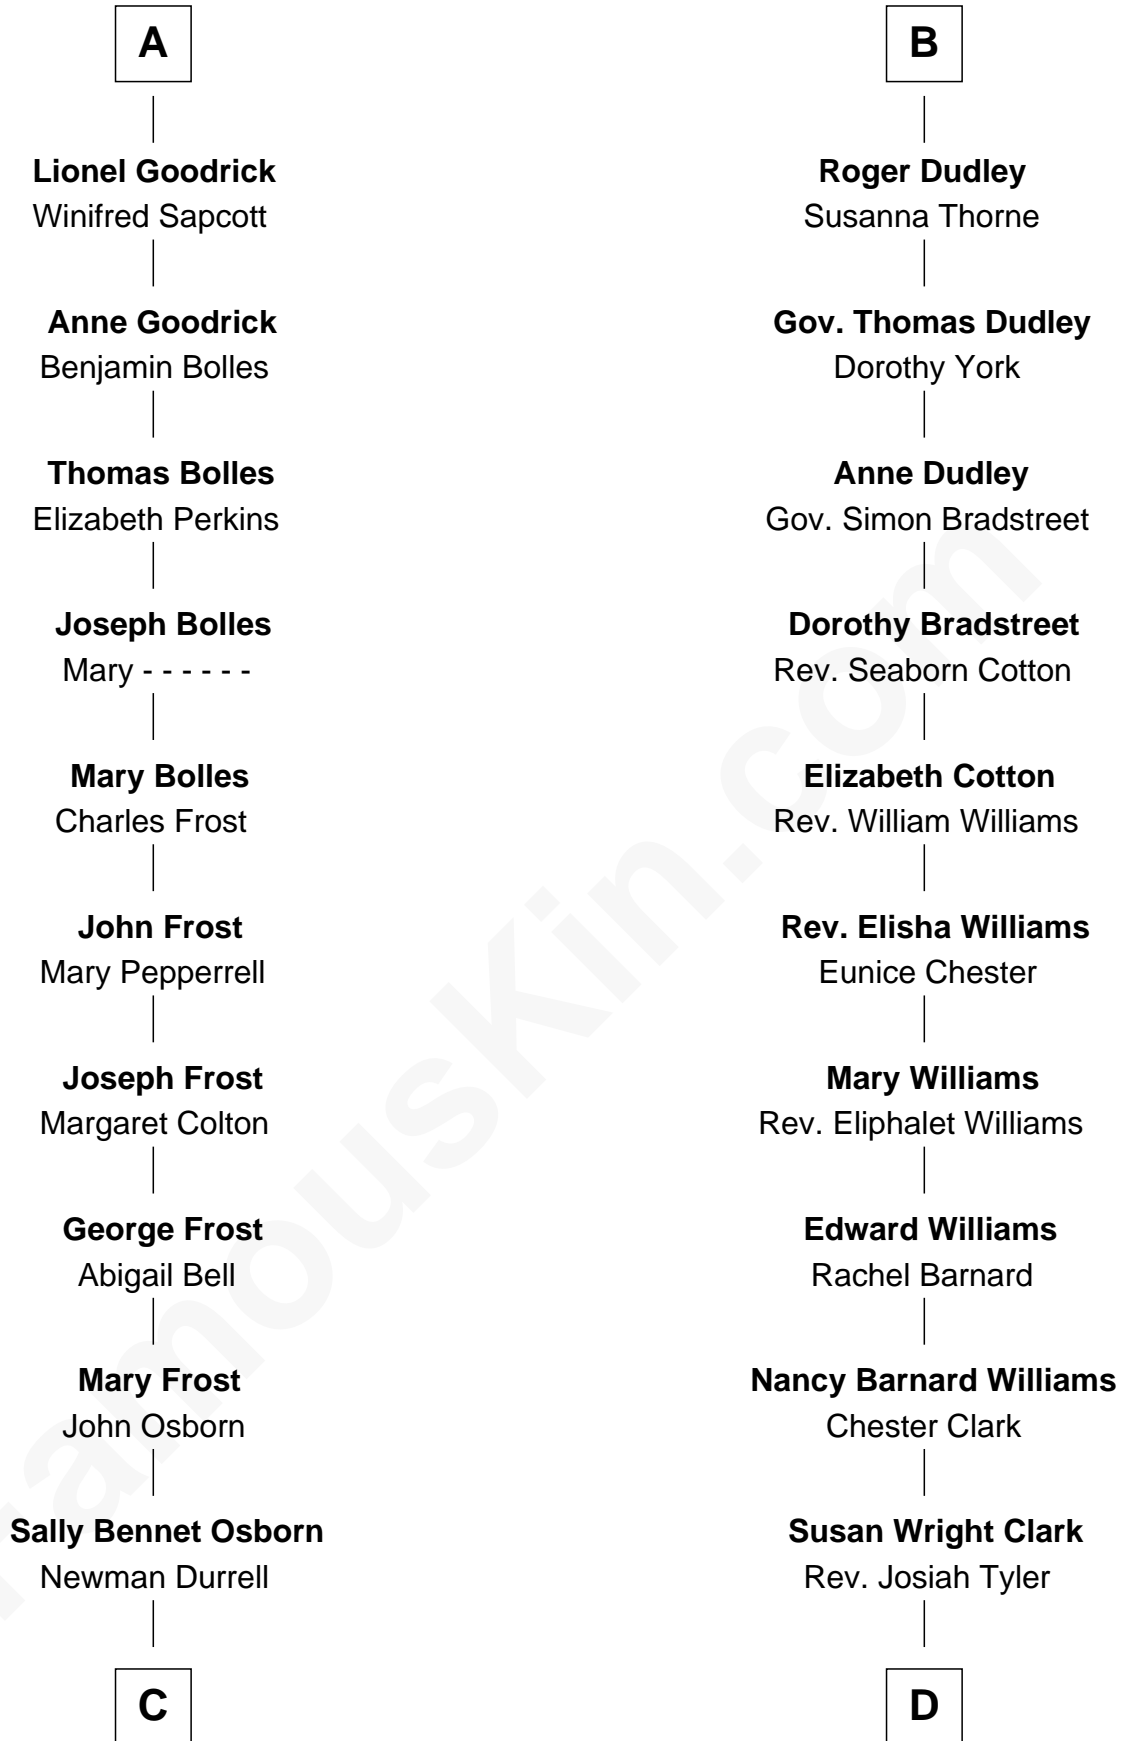 A
Lionel Goodrick
Winifred Sapcott
Anne Goodrick
Benjamin Bolles
Thomas Bolles
Elizabeth Perkins
Joseph Bolles
Mary - - - - - -
Mary Bolles
Charles Frost
John Frost
Mary Pepperrell
Joseph Frost
Margaret Colton
George Frost
Abigail Bell
Mary Frost
John Osborn
Sally Bennet Osborn
Newman Durrell
C
B
Roger Dudley
Susanna Thorne
Gov. Thomas Dudley
Dorothy York
Anne Dudley
Gov. Simon Bradstreet
Dorothy Bradstreet
Rev. Seaborn Cotton
Elizabeth Cotton
Rev. William Williams
Rev. Elisha Williams
Eunice Chester
Mary Williams
Rev. Eliphalet Williams
Edward Williams
Rachel Barnard
Nancy Barnard Williams
Chester Clark
Susan Wright Clark
Rev. Josiah Tyler
D
FamousKin.com